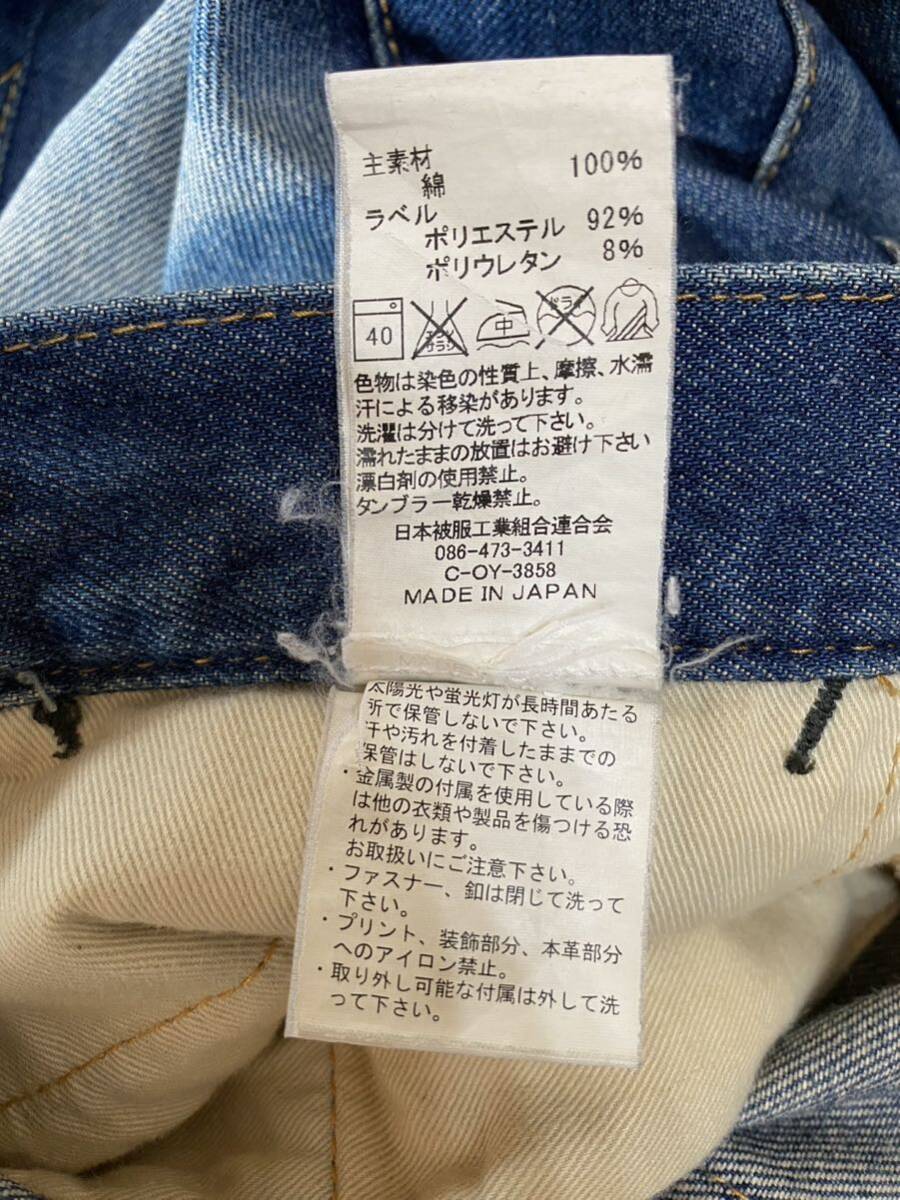 主素材
綿 100%
ラベル
ポリエステル 92%
ポリウレタン 8%
40
エンソ
サラシ
中
ドライ
色物は染色の性質上、摩擦、水濡
汗による移染があります。
洗濯は分けて洗って下さい。
濡れたままの放置はお避け下さい
漂白剤の使用禁止。
タンブラー乾燥禁止。
日本被服工業組合連合会
086-473-3411
C-OY-3858
MADE IN JAPAN
太陽光や蛍光灯が長時間あたる
所で保管しないで下さい。
汗や汚れを付着したままでの
保管はしないで下さい。
・金属製の付属を使用している際
は他の衣類や製品を傷つける恐
れがあります。
お取扱いにご注意下さい。
・ファスナー、釦は閉じて洗って
下さい。
・プリント、装飾部分、本革部分
へのアイロン禁止。
・取り外し可能な付属は外して洗
って下さい。